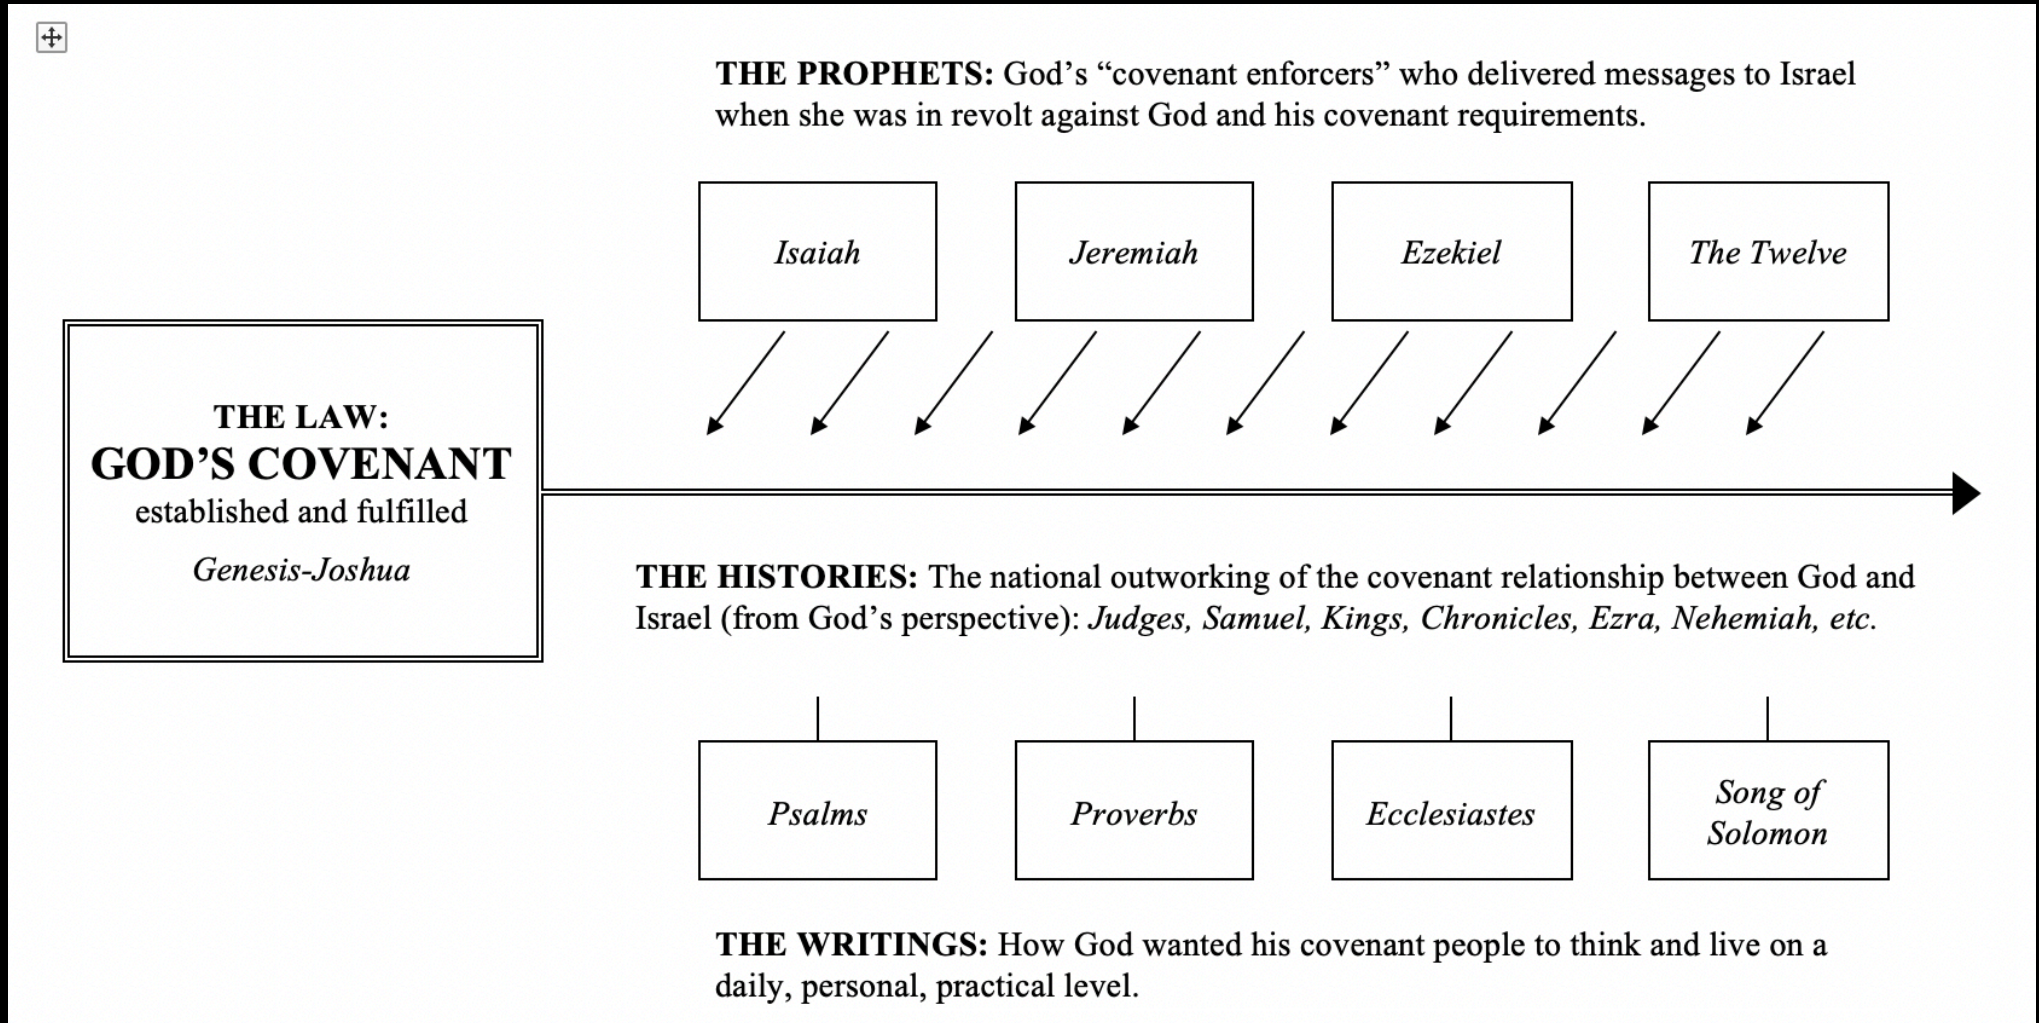 THE PROPHETS: God’s “covenant enforcers” who delivered messages to Israel
when she was in revolt against God and his covenant requirements.
Isaiah
Jeremiah
Ezekiel
The Twelve
THE LAW:
GOD’S COVENANT
established and fulfilled
Genesis-Joshua
THE HISTORIES: The national outworking of the covenant relationship between God and
Israel (from God’s perspective): Judges, Samuel, Kings, Chronicles, Ezra, Nehemiah, etc.
Psalms
Proverbs
Ecclesiastes
Song of
Solomon
THE WRITINGS: How God wanted his covenant people to think and live on a
daily, personal, practical level.